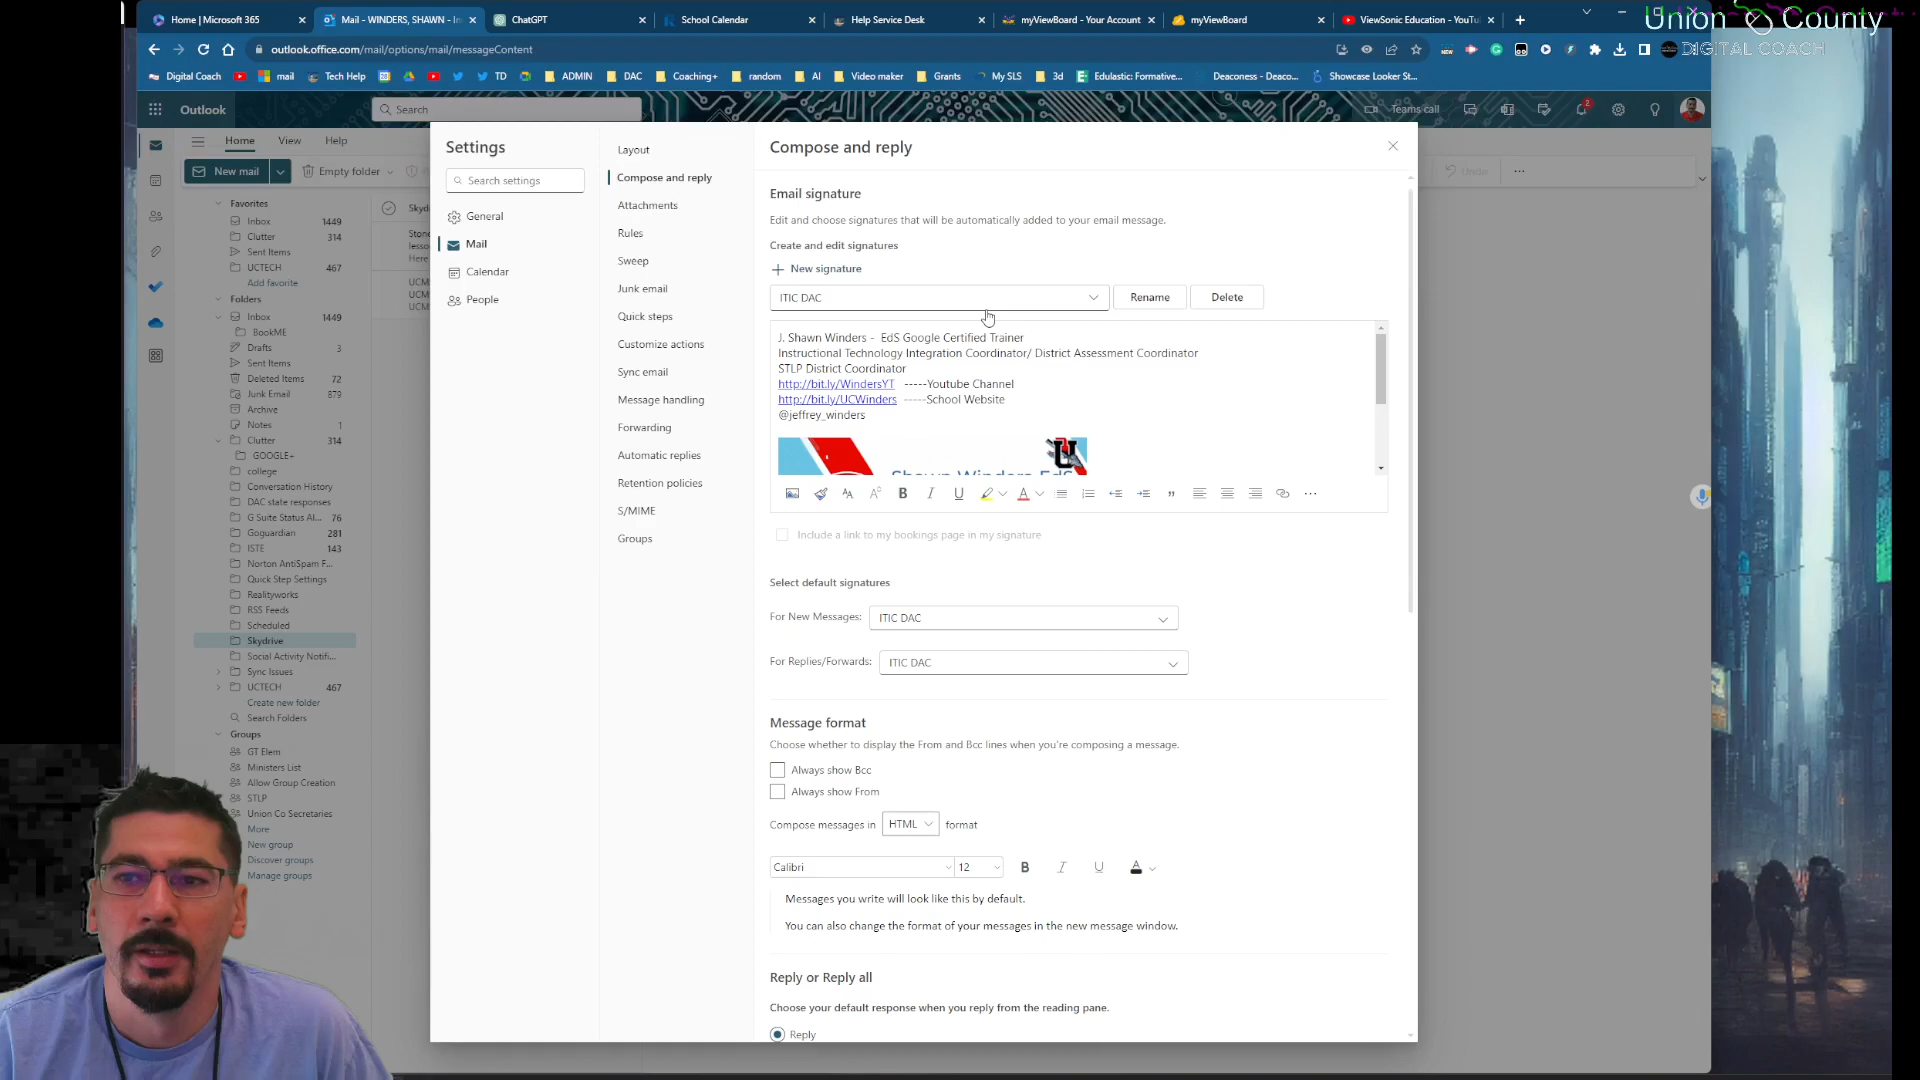 Home | Microsoft 365
Mail - WINDERS, SHAWN - 
ChatGPT
School Calendar
Help Service Desk
myViewBoard - Your Account
myViewBoard
ViewSonic Education - YouTu
Union County
DIGITAL COACH
outlook.office.com/mail/options/mail/messageContent
Digital Coach
mail
Tech Help
TD
ADMIN
DAC
Coaching+
random
AI
Video maker
Grants
My SLS
3d
Edulastic: Formative...
Deaconess - Deaco...
Showcase Looker St...
Outlook
Search
Teams call
2
Home
View
Help
New mail
Empty folder
Undo
Favorites
Inbox 1449
Clutter 314
Sent Items
UCTECH 467
Add favorite
Folders
Inbox 1449
BookME
Drafts 3
Sent Items
Deleted Items 72
Junk Email 879
Archive
Notes 1
Clutter 314
GOOGLE+
college
Conversation History
DAC state responses
G Suite Status Al... 76
Goguardian 281
ISTE 143
Norton AntiSpam F...
Quick Step Settings
Realityworks
RSS Feeds
Scheduled
Skydrive
Social Activity Notifi...
Sync Issues
UCTECH 467
Create new folder
Search Folders
Groups
GT Elem
Ministers List
Allow Group Creation
STLP
Union Co Secretaries
More
New group
Discover groups
Manage groups
Skyd
Stone
lesso
Here
UCM
UCM
UCM
Settings
Search settings
General
Mail
Calendar
People
Layout
Compose and reply
Attachments
Rules
Sweep
Junk email
Quick steps
Customize actions
Sync email
Message handling
Forwarding
Automatic replies
Retention policies
S/MIME
Groups
Compose and reply
Email signature
Edit and choose signatures that will be automatically added to your email message.
Create and edit signatures
New signature
ITIC DAC
Rename
Delete
J. Shawn Winders - EdS Google Certified Trainer
Instructional Technology Integration Coordinator/ District Assessment Coordinator
STLP District Coordinator
http://bit.ly/WindersYT -----Youtube Channel
http://bit.ly/UCWinders -----School Website
@jeffrey_winders
U
Shawn Winders EdS
Include a link to my bookings page in my signature
Select default signatures
For New Messages: ITIC DAC
For Replies/Forwards: ITIC DAC
Message format
Choose whether to display the From and Bcc lines when you're composing a message.
Always show Bcc
Always show From
Compose messages in HTML format
Calibri 12 B I U A
Messages you write will look like this by default.
You can also change the format of your messages in the new message window.
Reply or Reply all
Choose your default response when you reply from the reading pane.
Reply